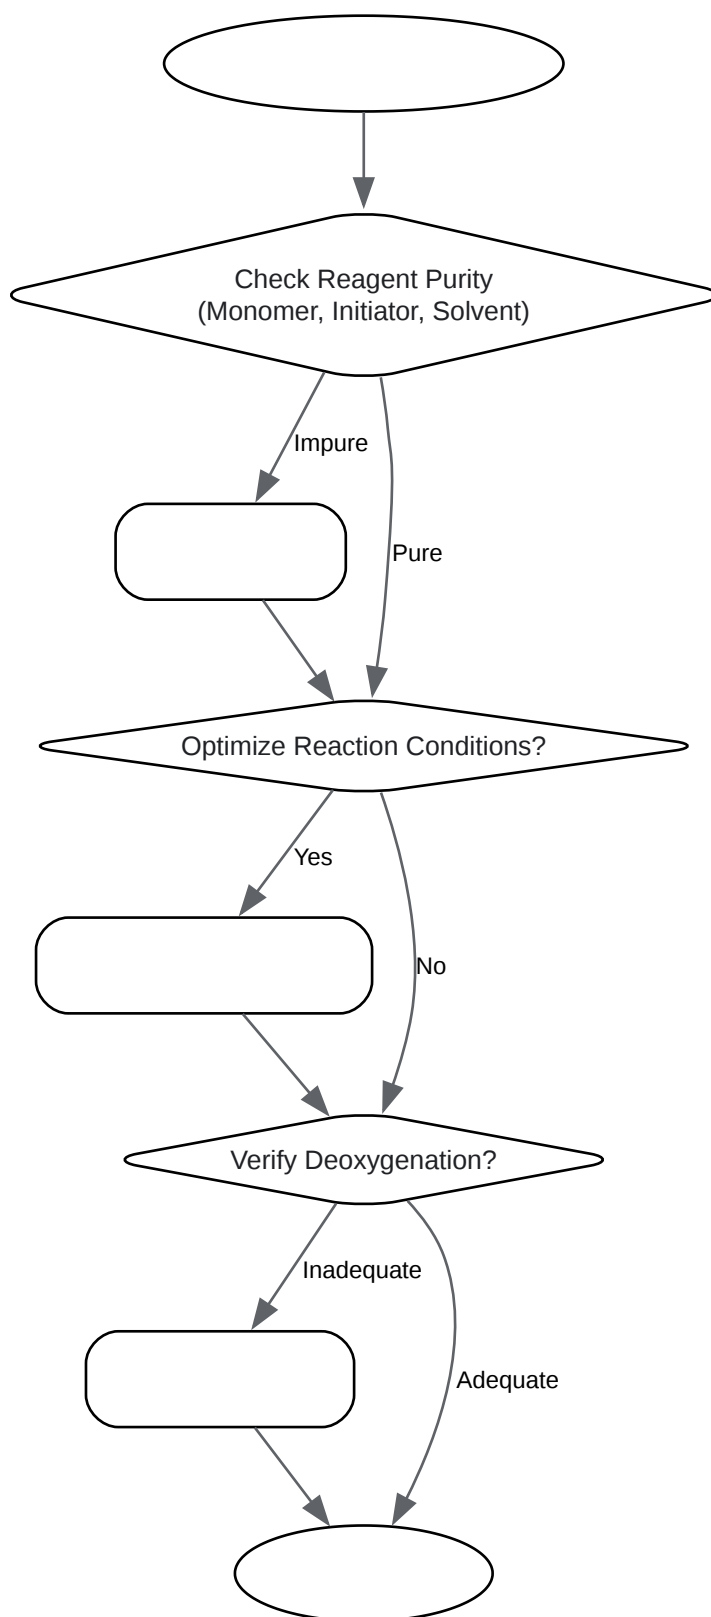 Check Reagent Purity
(Monomer, Initiator, Solvent)
Impure
Pure
Optimize Reaction Conditions?
Yes
No
Verify Deoxygenation?
Inadequate
Adequate